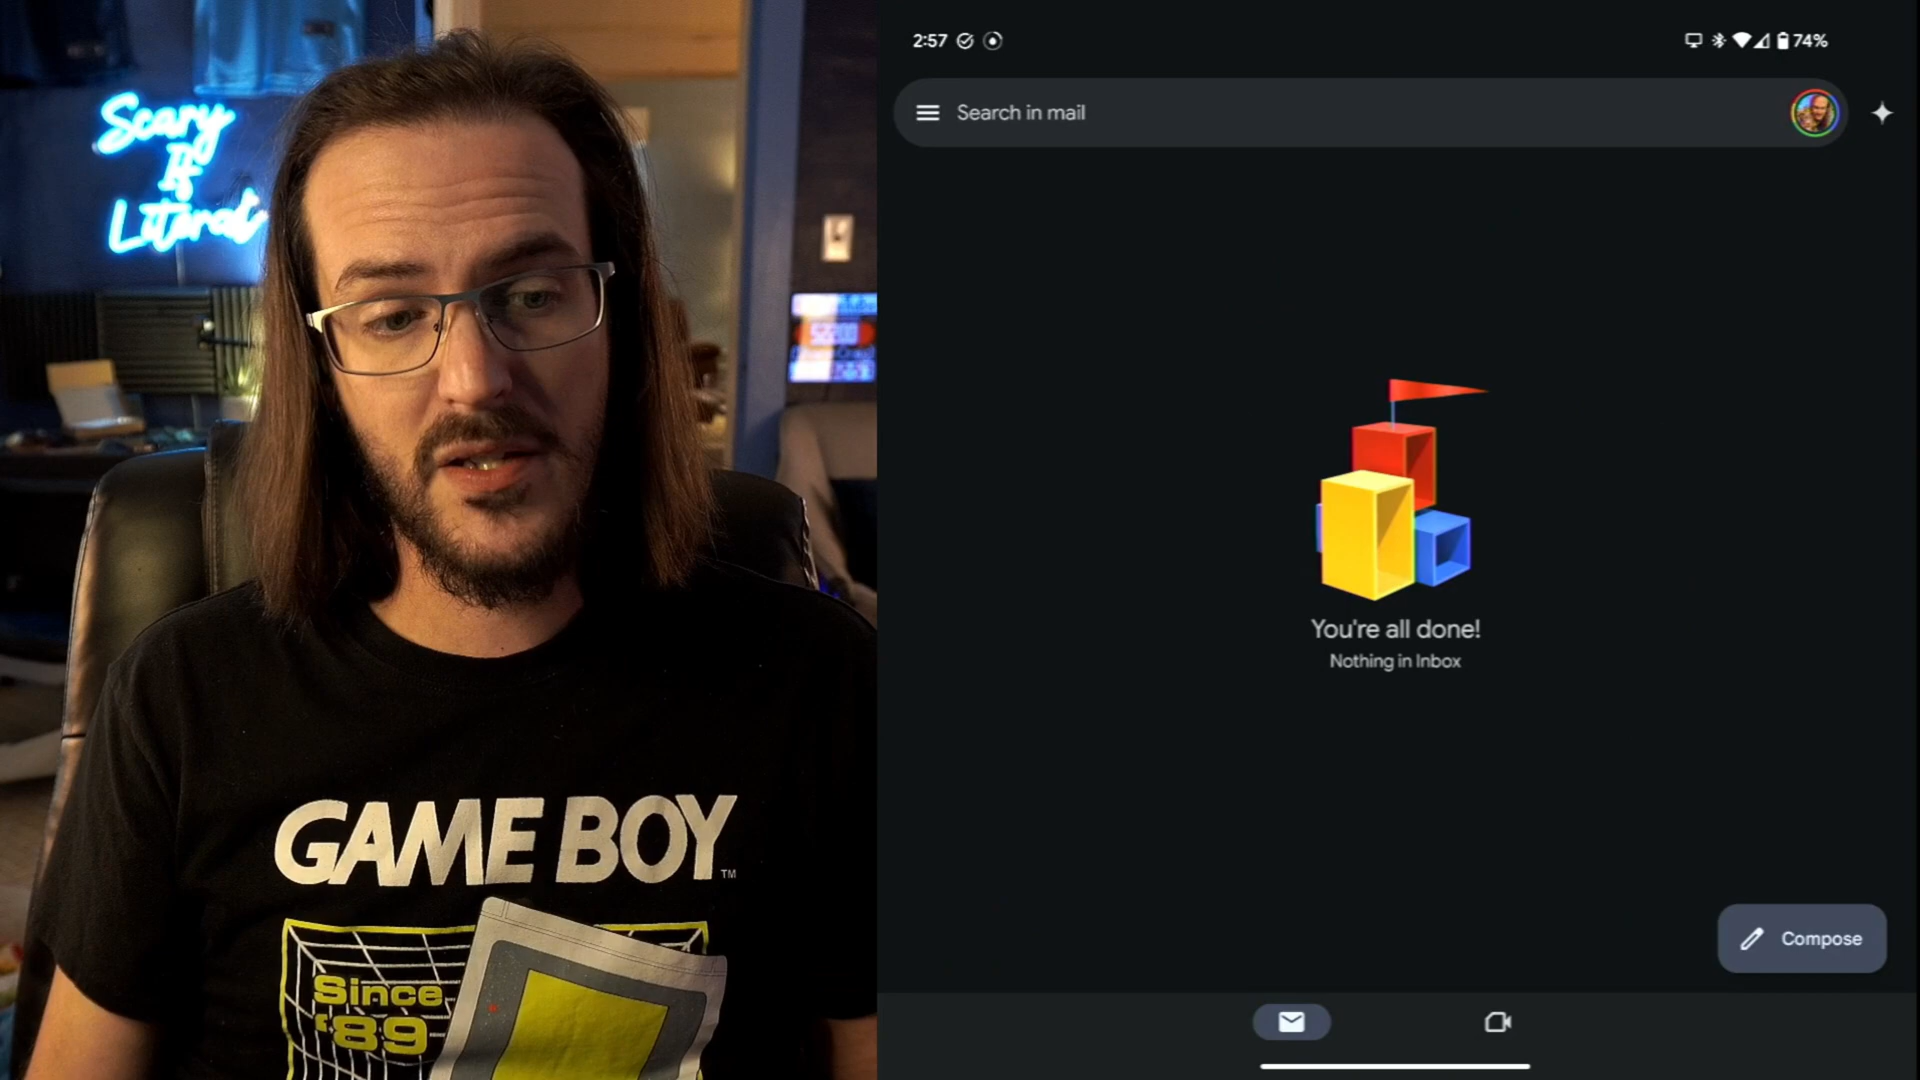 Scary
Is
Literal
GAME BOY
TM
Since
'89
2:57
74%
Search in mail
You're all done!
Nothing in Inbox
Compose